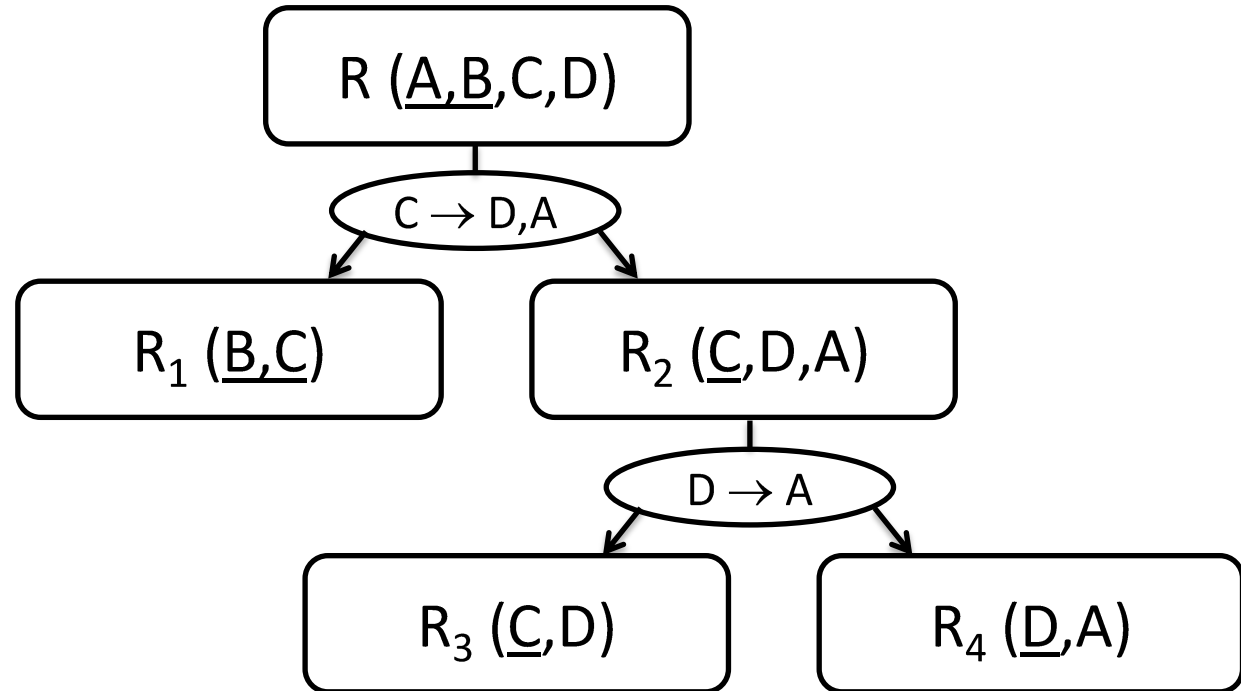 R (A,B,C,D)
C → D,A
R₁ (B,C)
R₂ (C,D,A)
D → A
R₃ (C,D)
R₄ (D,A)